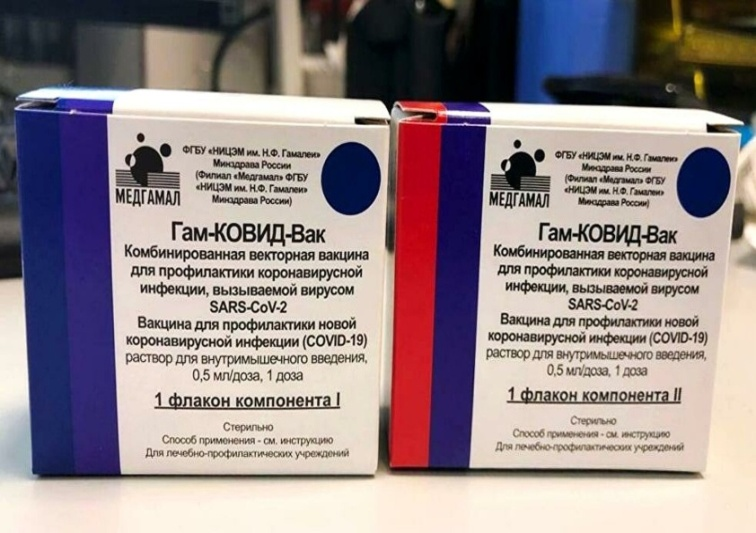 МЕДГАМАЛ
ФГБУ «НИЦЭМ им. Н.Ф. Гамалеи»
Минздрава России
(Филиал «Медгамал» ФГБУ
«НИЦЭМ им. Н.Ф. Гамалеи»
Минздрава России)
Гам-КОВИД-Вак
Комбинированная векторная вакцина
для профилактики коронавирусной
инфекции, вызываемой вирусом
SARS-CoV-2
Вакцина для профилактики новой
коронавирусной инфекции (COVID-19)
раствор для внутримышечного введения,
0,5 мл/доза, 1 доза
1 флакон компонента I
Стерильно
Способ применения - см. инструкцию
Для лечебно-профилактических учреждений
МЕДГАМАЛ
ФГБУ «НИЦЭМ им. Н.Ф. Гамалеи»
Минздрава России
(Филиал «Медгамал» ФГБУ
«НИЦЭМ им. Н.Ф. Гамалеи»
Минздрава России)
Гам-КОВИД-Вак
Комбинированная векторная вакцина
для профилактики коронавирусной
инфекции, вызываемой вирусом
SARS-CoV-2
Вакцина для профилактики новой
коронавирусной инфекции (COVID-19)
раствор для внутримышечного введения,
0,5 мл/доза, 1 доза
1 флакон компонента II
Стерильно
Способ применения - см. инструкцию
Для лечебно-профилактических учреждений